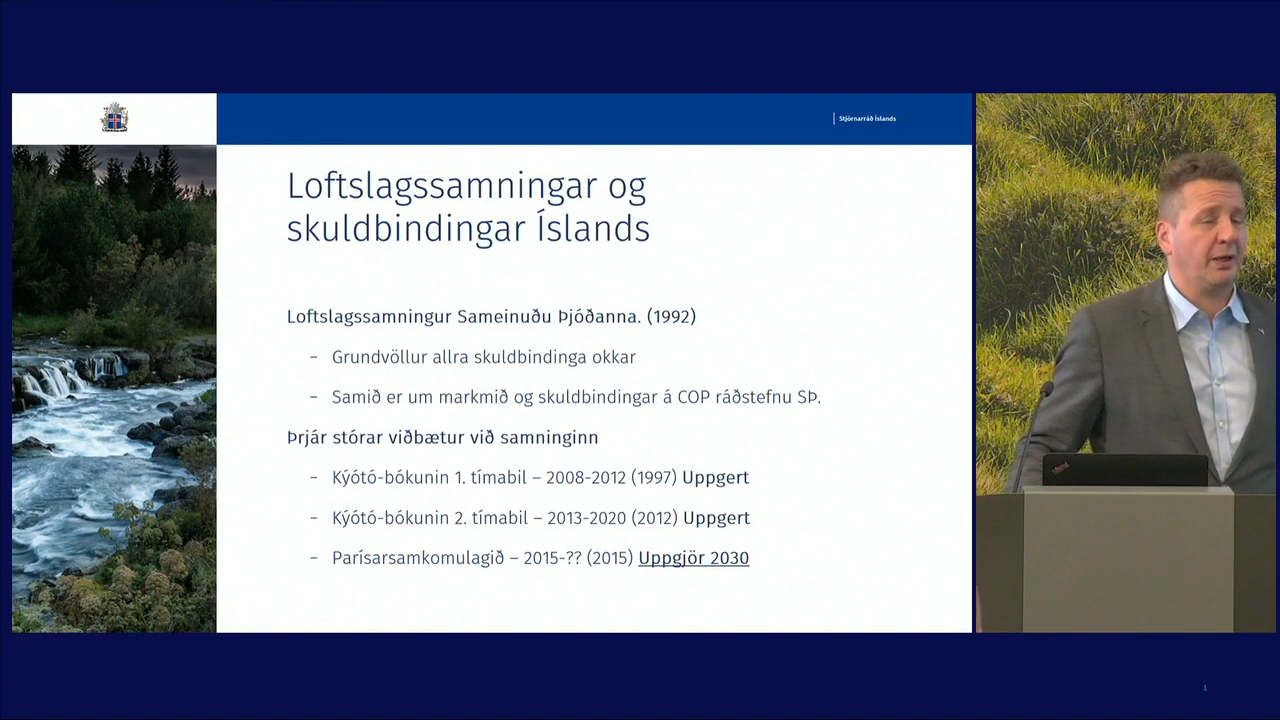 Stjórnarráð Íslands
Loftslagssamningar og
skuldbindingar Íslands
Loftslagssamningur Sameinuðu Þjóðanna. (1992)
- Grundvöllur allra skuldbindinga okkar
- Samið er um markmið og skuldbindingar á COP ráðstefnu SÞ.
Þrjár stórar viðbætur við samninginn
- Kýótó-bókunin 1. tímabil – 2008-2012 (1997) Uppgert
- Kýótó-bókunin 2. tímabil – 2013-2020 (2012) Uppgert
- Parísarsamkomulagið – 2015-?? (2015) Uppgjör 2030
1